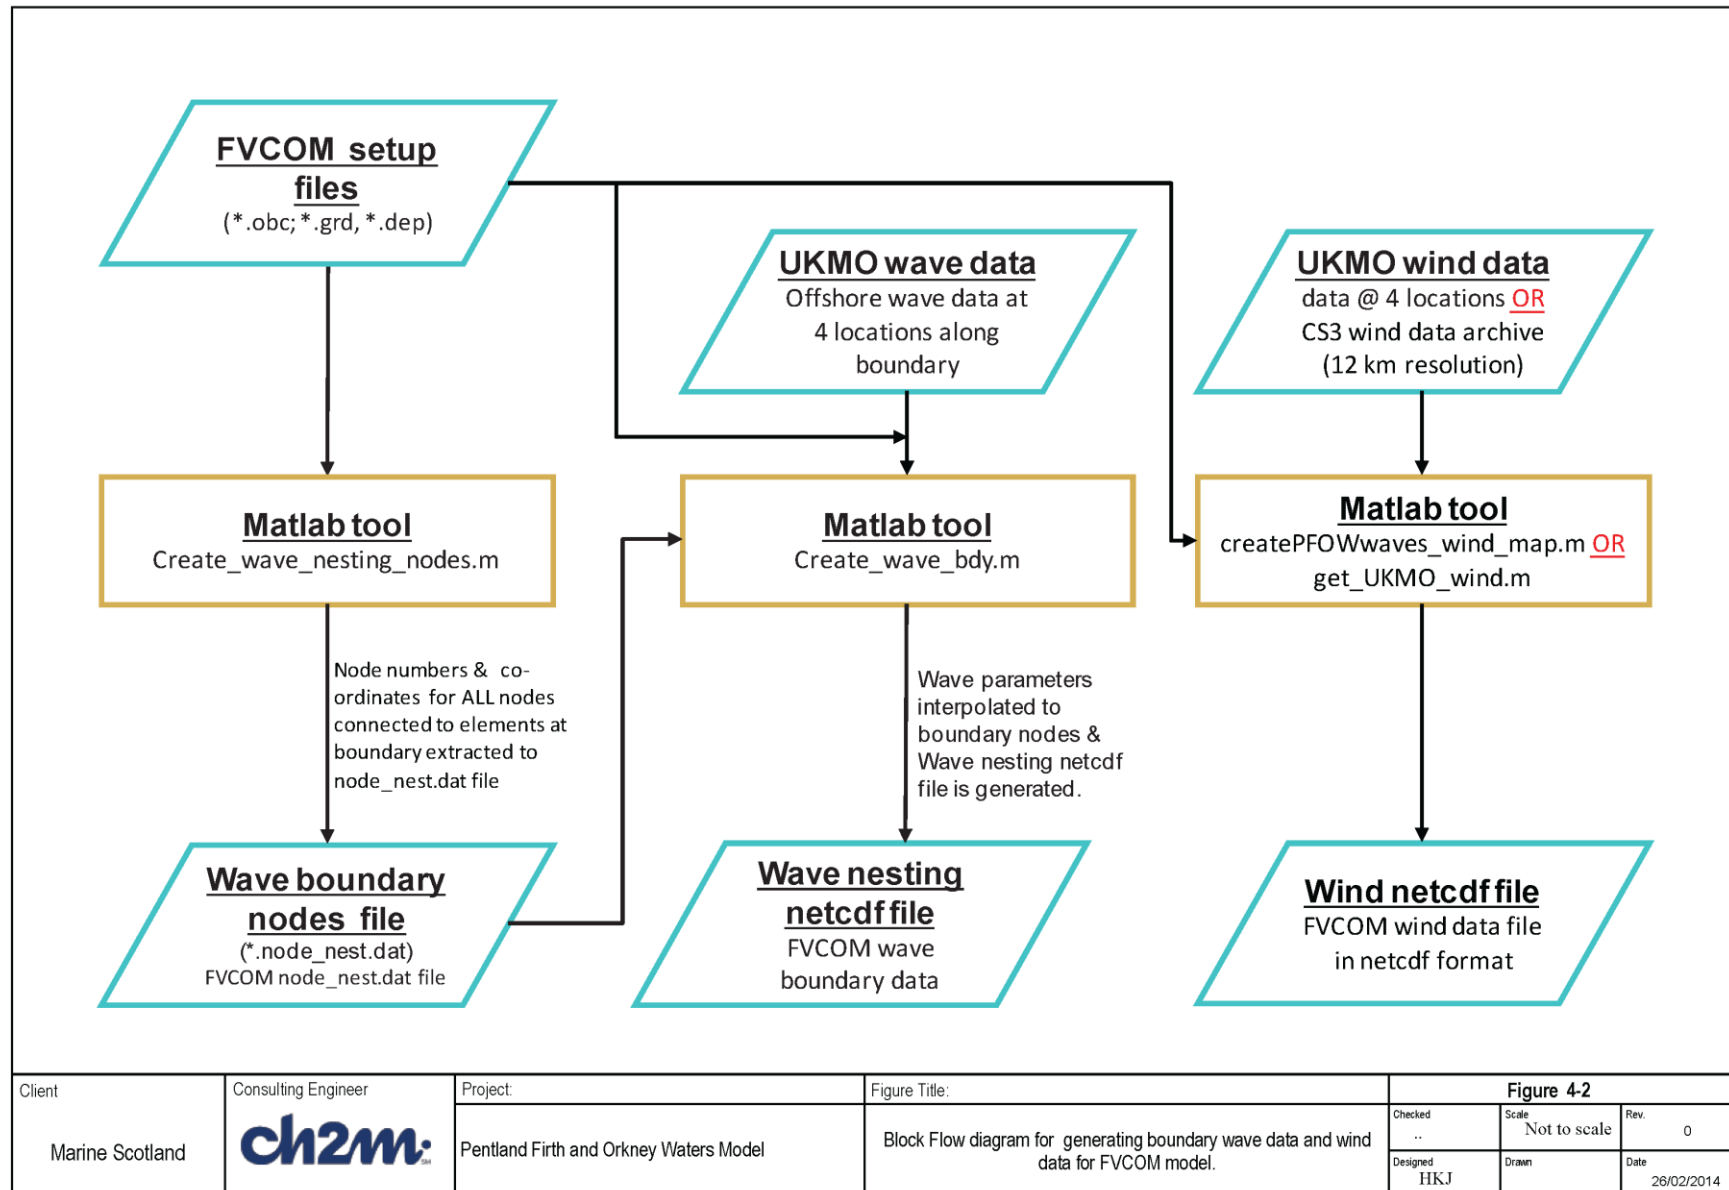 FVCOM setup
files
(*.obc; *.grd, *.dep)
UKMO wave data
Offshore wave data at
4 locations along
boundary
UKMO wind data
data @ 4 locations OR
CS3 wind data archive
(12 km resolution)
Matlab tool
Create_wave_nesting_nodes.m
Matlab tool
Create_wave_bdy.m
Matlab tool
createPFOWwaves_wind_map.m OR
get_UKMO_wind.m
Node numbers & co-
ordinates for ALL nodes
connected to elements at
boundary extracted to
node_nest.dat file
Wave parameters
interpolated to
boundary nodes &
Wave nesting netcdf
file is generated.
Wave boundary
nodes file
(*.node_nest.dat)
FVCOM node_nest.dat file
Wave nesting
netcdf file
FVCOM wave
boundary data
Wind netcdf file
FVCOM wind data file
in netcdf format
Client
Marine Scotland
Consulting Engineer
ch2m:
SM
Project:
Pentland Firth and Orkney Waters Model
Figure Title:
Block Flow diagram for generating boundary wave data and wind
data for FVCOM model.
Figure 4-2
Checked
..
Scale
Not to scale
Rev.
0
Designed
HKJ
Drawn
Date
26/02/2014